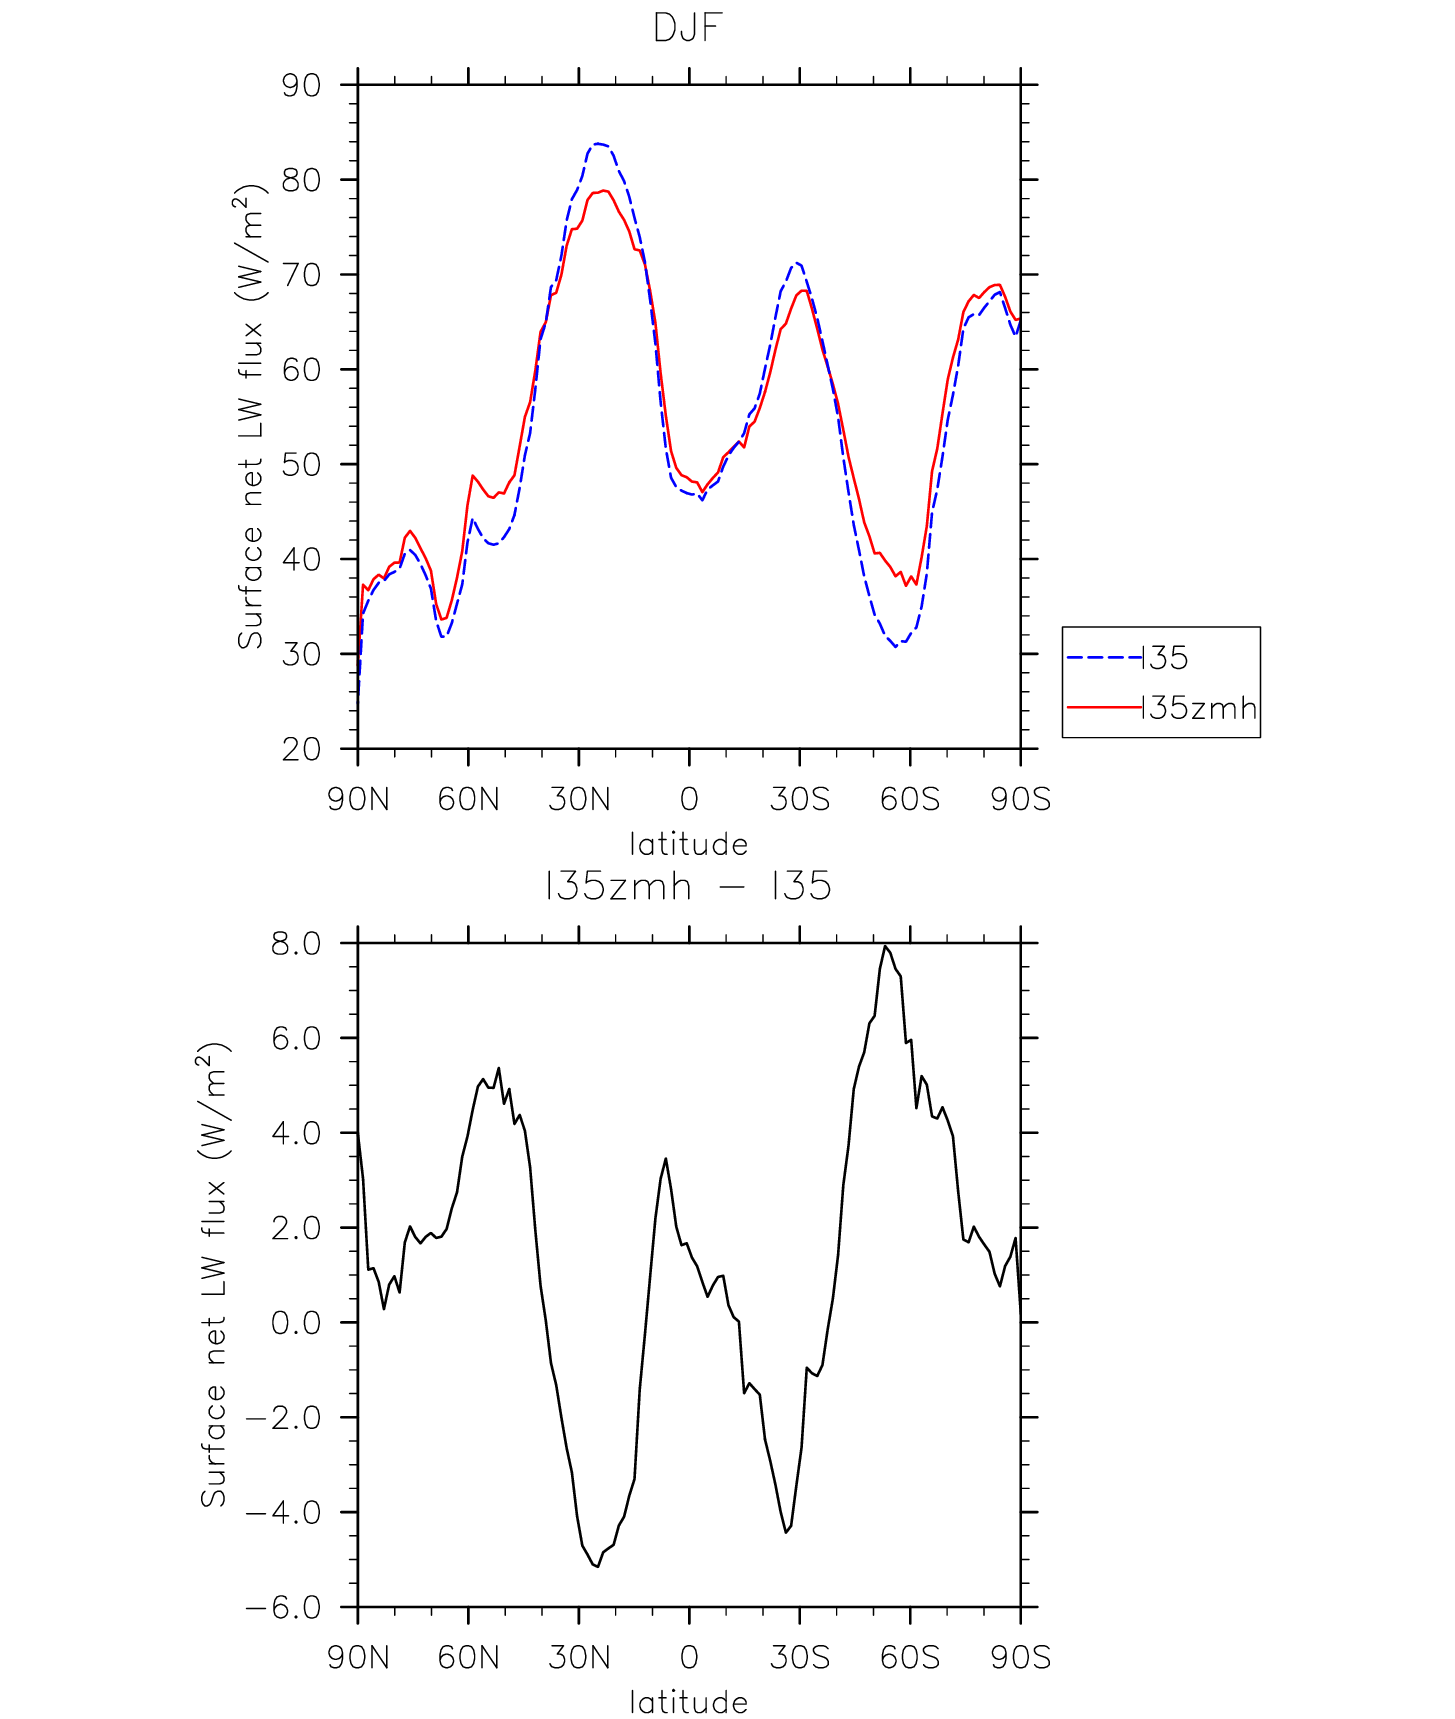 DJF
Surface net LW flux (W/m²)
90
80
70
60
50
40
30
20
90N 60N 30N 0 30S 60S 90S
latitude
I35
I35zmh
I35zmh − I35
Surface net LW flux (W/m²)
8.0
6.0
4.0
2.0
0.0
−2.0
−4.0
−6.0
90N 60N 30N 0 30S 60S 90S
latitude